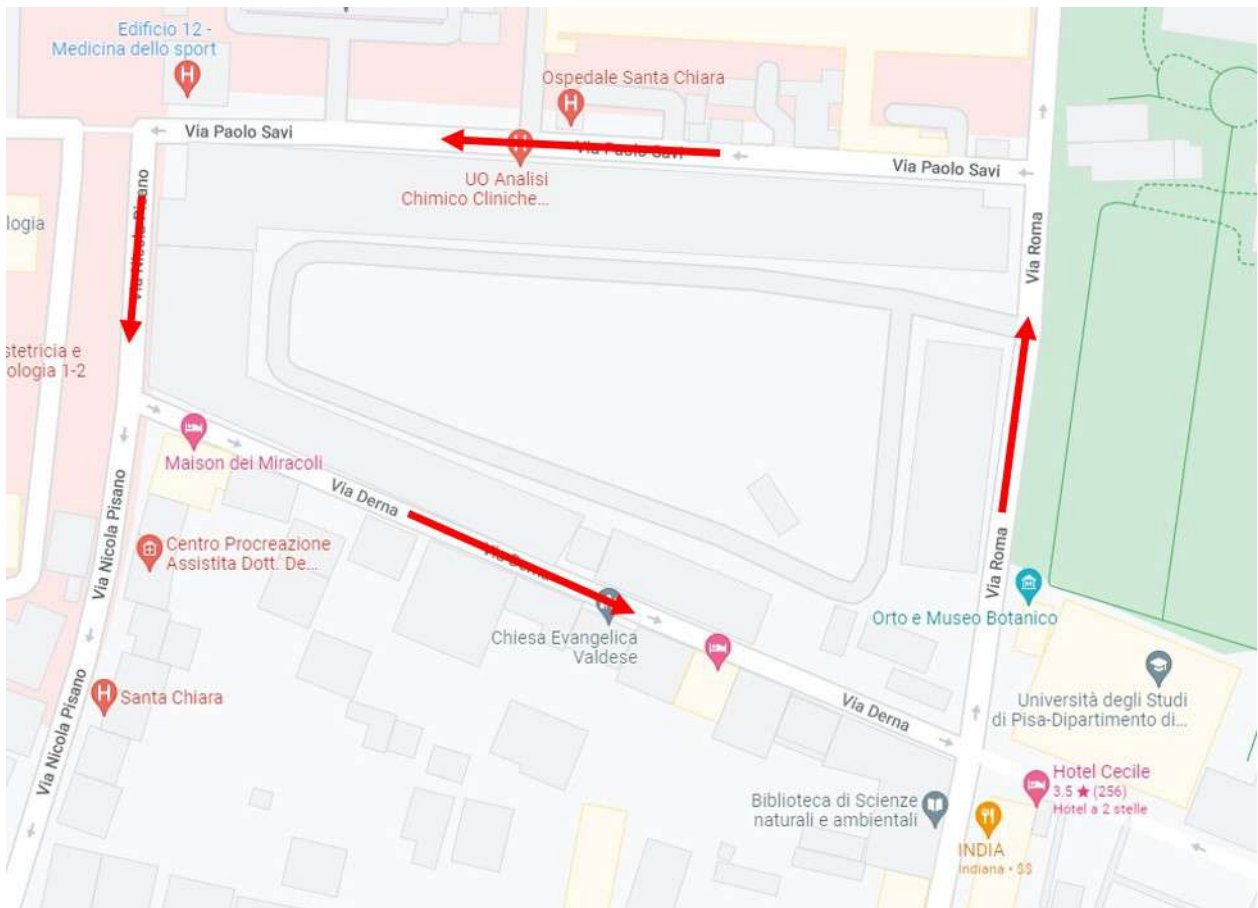 Edificio 12 -
Medicina dello sport
Ospedale Santa Chiara
Via Paolo Savi
Via Paolo Savi
Via Paolo Savi
UO Analisi
Chimico Cliniche...
Via Nicola Pisano
ologia
Via Roma
stetricia e
ologia 1-2
Maison dei Miracoli
Via Derna
Via Nicola Pisano
Centro Procreazione
Assistita Dott. De...
Via Derna
Via Roma
Orto e Museo Botanico
Chiesa Evangelica
Valdese
Santa Chiara
Università degli Studi
di Pisa-Dipartimento di...
Via Derna
Via Nicola Pisano
Hotel Cecile
3.5 ★ (256)
Hotel a 2 stelle
Biblioteca di Scienze
naturali e ambientali
INDIA
Indiana • $$